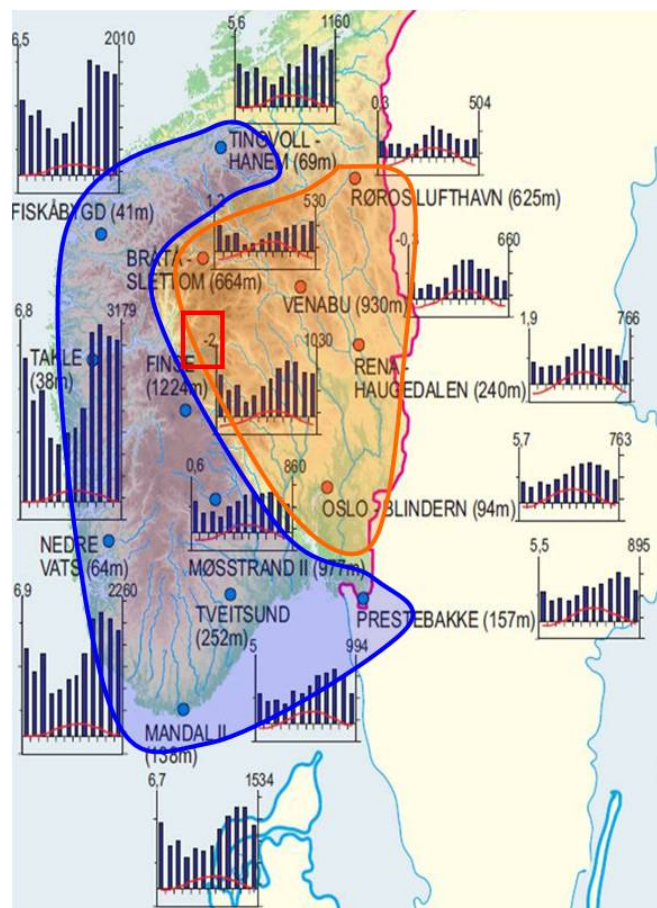 5,6 1160
6,5 2010
0,3 504
TINGVOLL -
HANEM (69m)
RØROS LUFTHAVN (625m)
FISKÅBYGD (41m)
1,2 530
-0,3 660
BRÅTÅ -
SLETTOM (664m)
VENABU (930m)
6,8 3179
1,9 766
-2 1030
TAKLE
(38m)
FINSE
(1224m)
RENA -
HAUGEDALEN (240m)
5,7 763
0,6 860
OSLO - BLINDERN (94m)
5,5 895
NEDRE
VATS (64m)
MØSSTRAND II (977m)
6,9 2260
TVEITSUND
(252m)
PRESTEBAKKE (157m)
5 994
MANDAL II
(138m)
6,7 1534